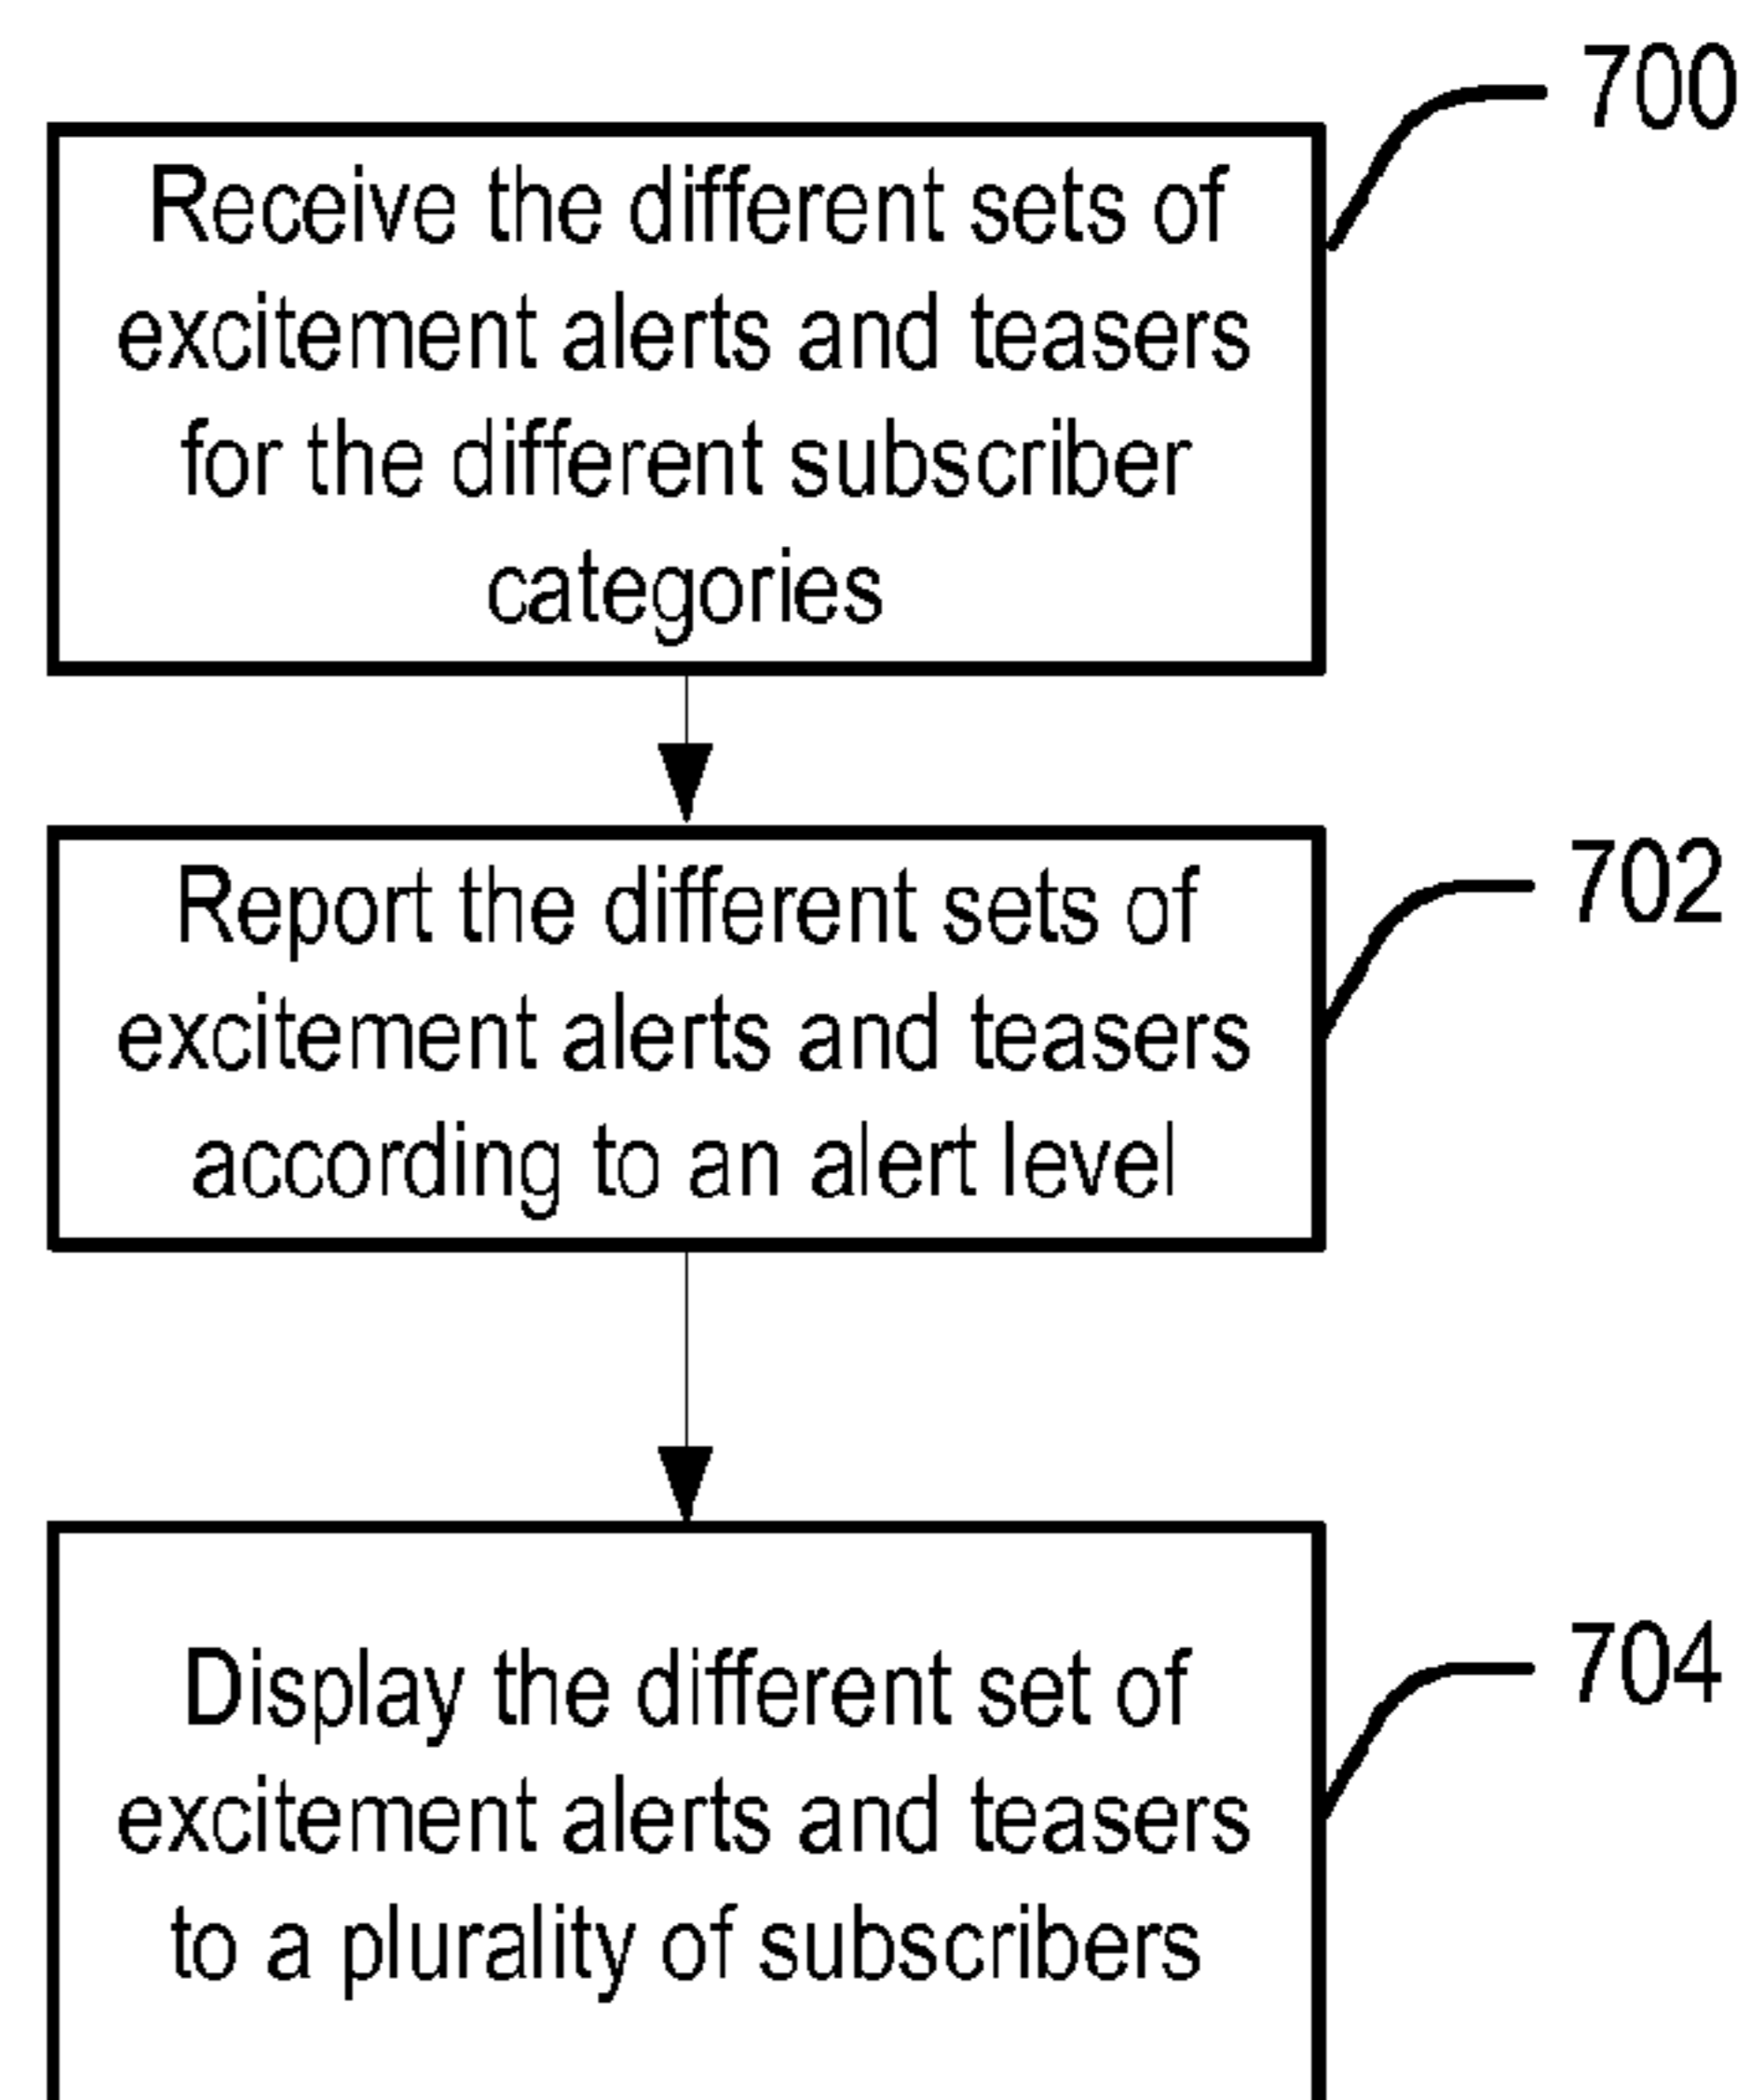 700
Receive the different sets of
excitement alerts and teasers
for the different subscriber
categories
702
Report the different sets of
excitement alerts and teasers
according to an alert level
704
Display the different set of
excitement alerts and teasers
to a plurality of subscribers